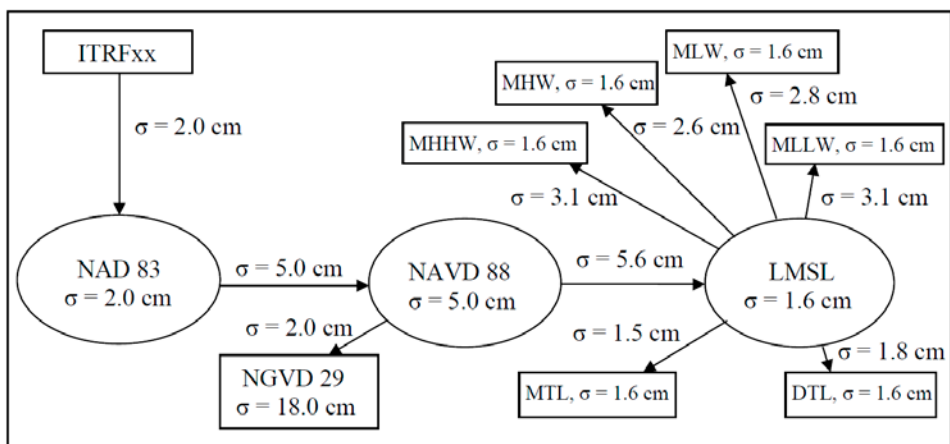 ITRFxx
σ = 2.0 cm
NAD 83
σ = 2.0 cm
σ = 5.0 cm
NAVD 88
σ = 5.0 cm
σ = 2.0 cm
NGVD 29
σ = 18.0 cm
σ = 5.6 cm
LMSL
σ = 1.6 cm
MHHW, σ = 1.6 cm
σ = 3.1 cm
MHW, σ = 1.6 cm
σ = 2.6 cm
MLW, σ = 1.6 cm
σ = 2.8 cm
MLLW, σ = 1.6 cm
σ = 3.1 cm
σ = 1.5 cm
MTL, σ = 1.6 cm
σ = 1.8 cm
DTL, σ = 1.6 cm